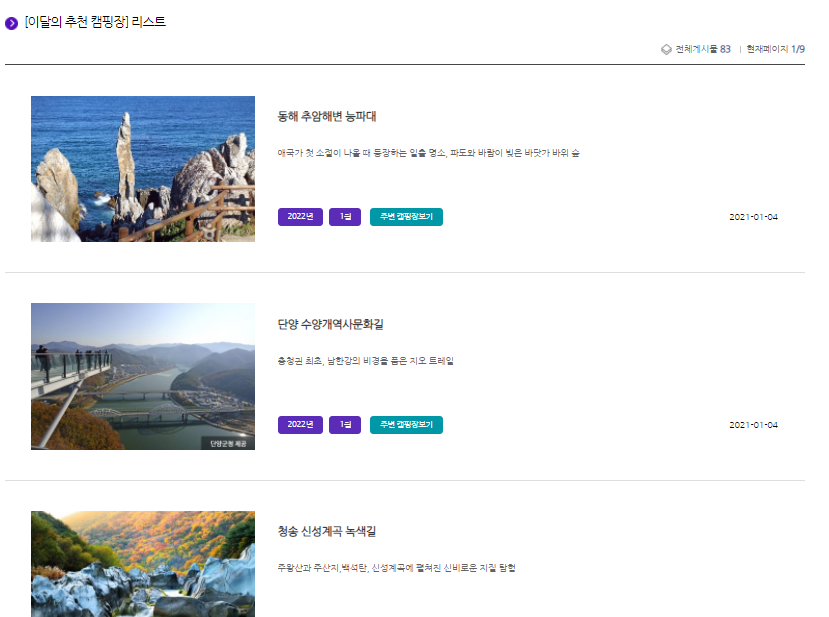 [이달의 추천 캠핑장] 리스트
전체게시물 83 | 현재페이지 1/9
동해 추암해변 능파대
애국가 첫 소절이 나올 때 등장하는 일출 명소, 파도와 바람이 빚은 바닷가 바위 숲
2022년 1월 주변 캠핑장보기 2021-01-04
단양 수양개역사문화길
충청권 최초, 남한강의 비경을 품은 지오 트레일
단양군청 제공
2022년 1월 주변 캠핑장보기 2021-01-04
청송 신성계곡 녹색길
주왕산과 주산지,백석탄, 신성계곡에 펼쳐진 신비로운 지질 탐험